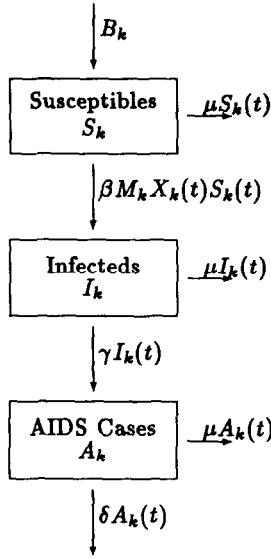 B_k
Susceptibles
S_k
μS_k(t)
βM_kX_k(t)S_k(t)
Infecteds
I_k
μI_k(t)
γI_k(t)
AIDS Cases
A_k
μA_k(t)
δA_k(t)